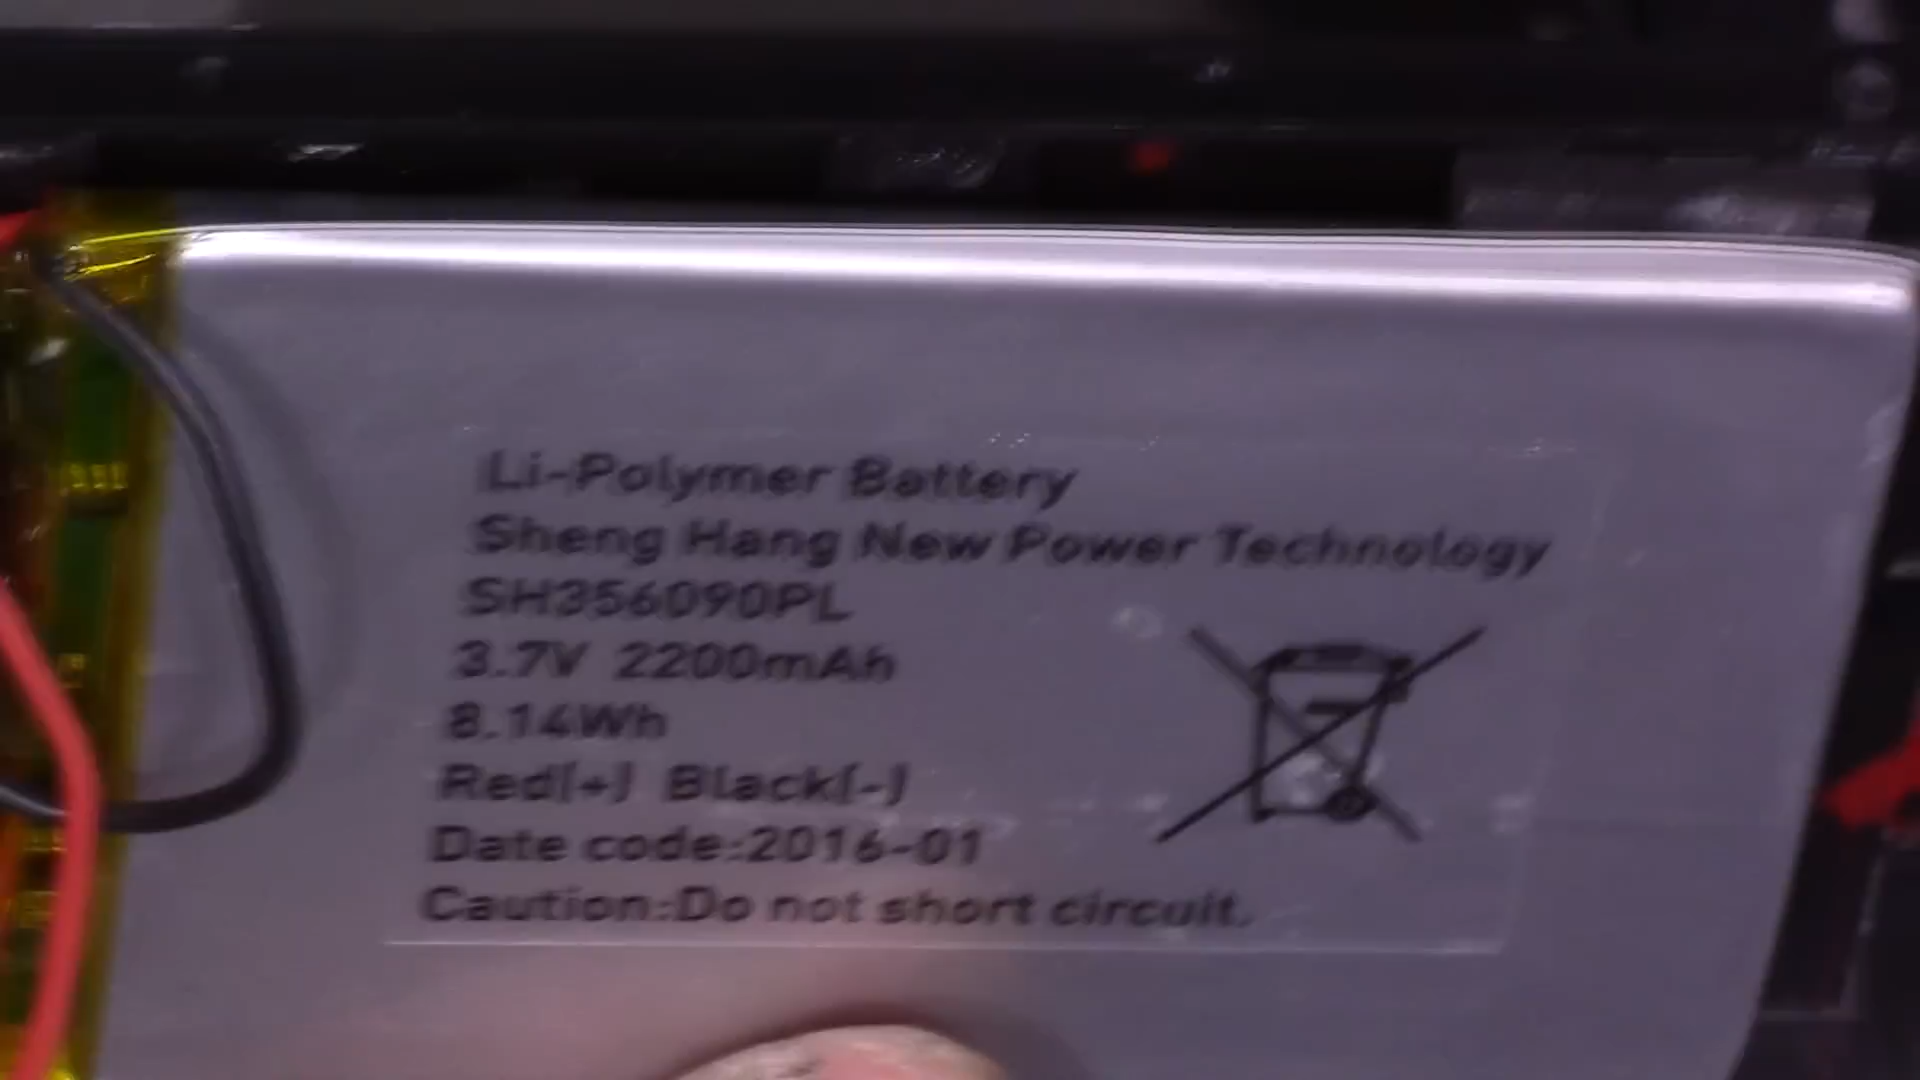 Li-Polymer Battery
Sheng Hang New Power Technology
SH356090PL
3.7V 2200mAh
8.14Wh
Red(+) Black(-)
Date code:2016-01
Caution:Do not short circuit.